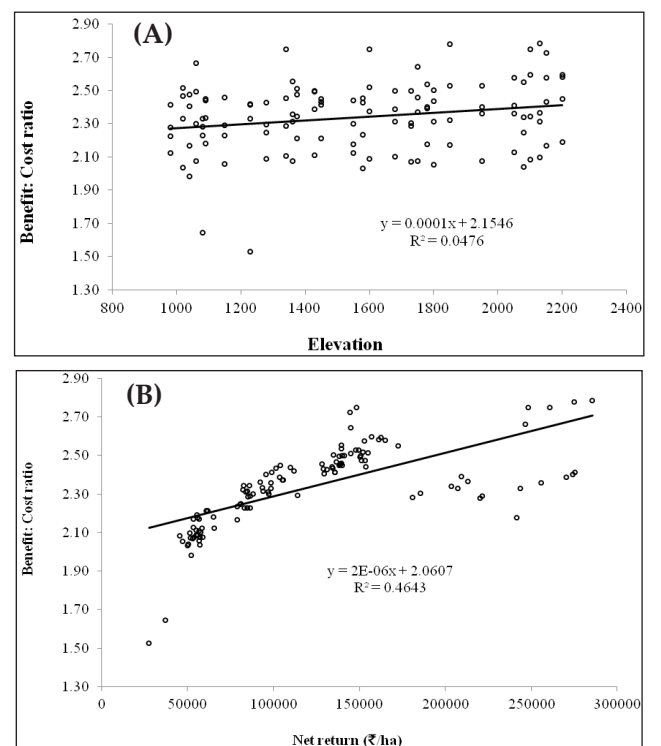 (A)
Benefit: Cost ratio
2.90
2.70
2.50
2.30
2.10
1.90
1.70
1.50
1.30
y = 0.0001x + 2.1546
R² = 0.0476
800 1000 1200 1400 1600 1800 2000 2200 2400
Elevation
(B)
Benefit: Cost ratio
2.90
2.70
2.50
2.30
2.10
1.90
1.70
1.50
1.30
y = 2E-06x + 2.0607
R² = 0.4643
0 50000 100000 150000 200000 250000 300000
Net return (₹/ha)